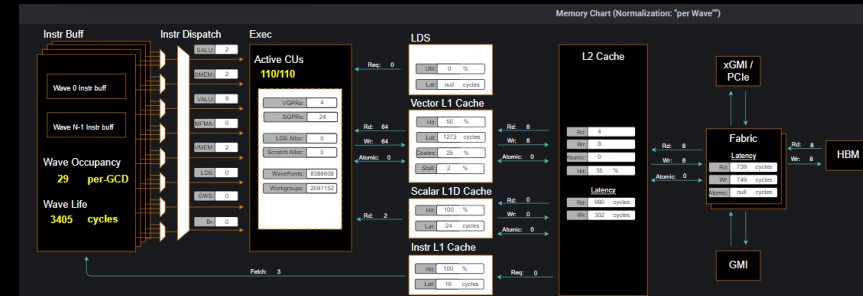 Memory Chart (Normalization: "per Wave"")
Instr Buff
Wave 0 Instr buff
Wave N-1 Instr buff
Wave Occupancy
29 per-GCD
Wave Life
3405 cycles
Instr Dispatch
SALU: 2
SMEM: 2
VALU: 9
MFMA: 0
VMEM: 2
LDS: 0
GWS: 0
Br: 0
Exec
Active CUs
110/110
VGPRs: 4
SGPRs: 24
LDS Alloc: 0
Scratch Alloc: 0
Wavefronts: 8388608
Workgroups: 2097152
Req: 0
Rd: 64
Wr: 64
Atomic: 0
Rd: 2
Fetch: 3
LDS
Util: 0 %
Lat: null cycles
Vector L1 Cache
Hit: 50 %
Lat: 1273 cycles
Coales: 25 %
Stall: 2 %
Scalar L1D Cache
Hit: 100 %
Lat: 24 cycles
Instr L1 Cache
Hit: 100 %
Lat: 16 cycles
Rd: 8
Wr: 8
Atomic: 0
Rd: 0
Wr: 0
Atomic: 0
Req: 0
L2 Cache
Rd: 4
Wr: 8
Atomic: 0
Hit: 35 %
Latency
Rd: 980 cycles
Wr: 302 cycles
Rd: 8
Wr: 8
Atomic: 0
xGMI /
PCIe
Fabric
Latency
Rd: 739 cycles
Wr: 749 cycles
Atomic: null cycles
GMI
Rd: 8
Wr: 8
HBM